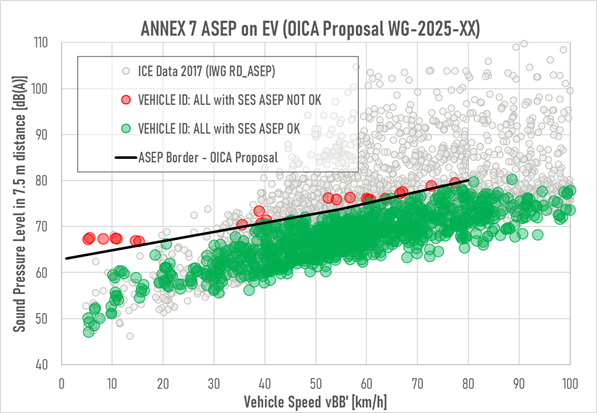 ANNEX 7 ASEP on EV (OICA Proposal WG-2025-XX)
ICE Data 2017 (IWG RD_ASEP)
VEHICLE ID: ALL with SES ASEP NOT OK
VEHICLE ID: ALL with SES ASEP OK
ASEP Border - OICA Proposal
Sound Pressure Level in 7.5 m distance [dB(A)]
110
100
90
80
70
60
50
40
0 10 20 30 40 50 60 70 80 90 100
Vehicle Speed vBB' [km/h]